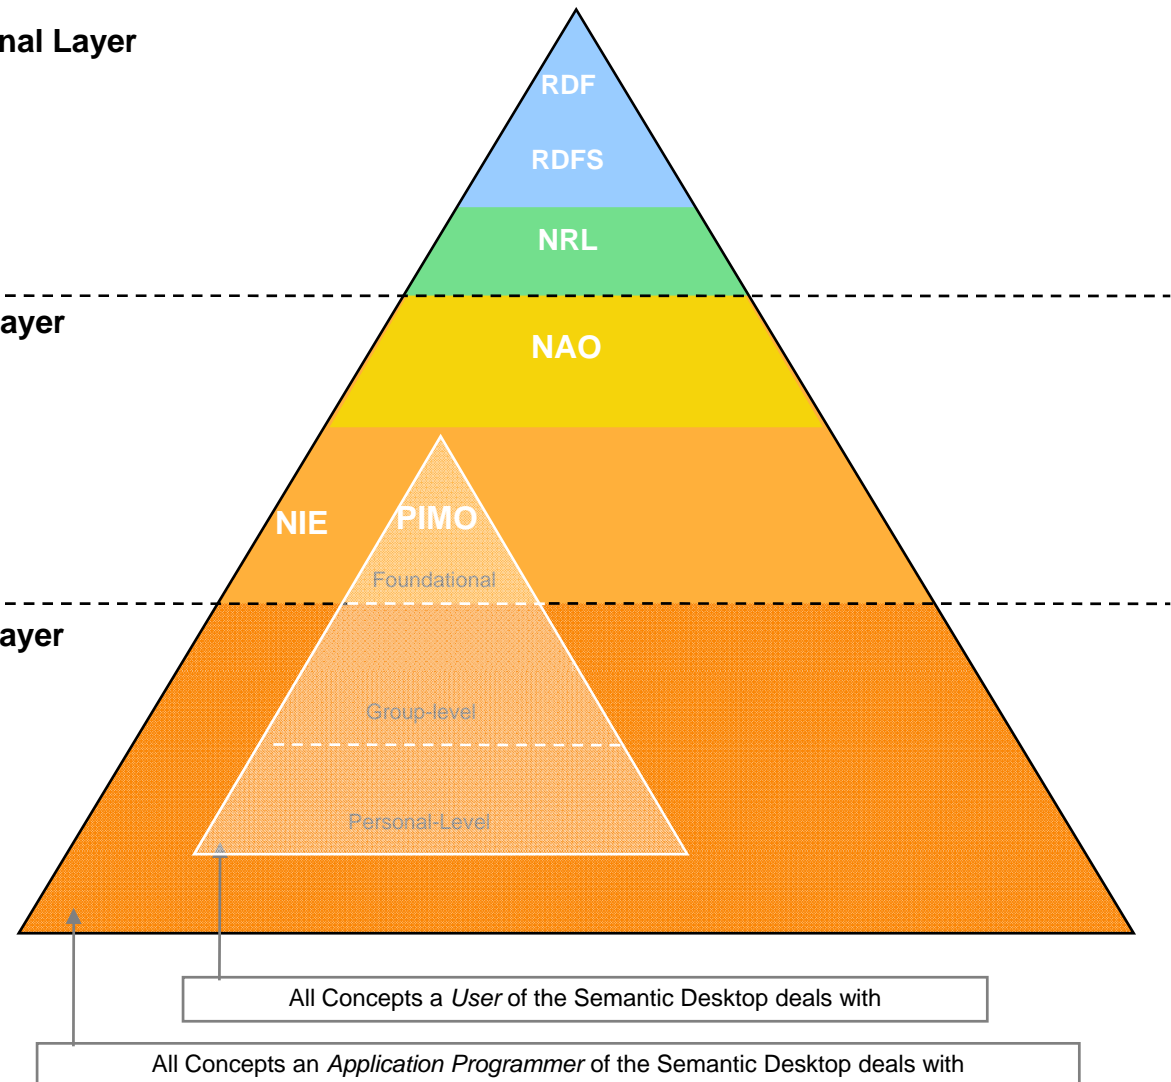 nal Layer
RDF
RDFS
NRL
ayer
NAO
NIE
PIMO
Foundational
ayer
Group-level
Personal-Level
All Concepts a User of the Semantic Desktop deals with
All Concepts an Application Programmer of the Semantic Desktop deals with